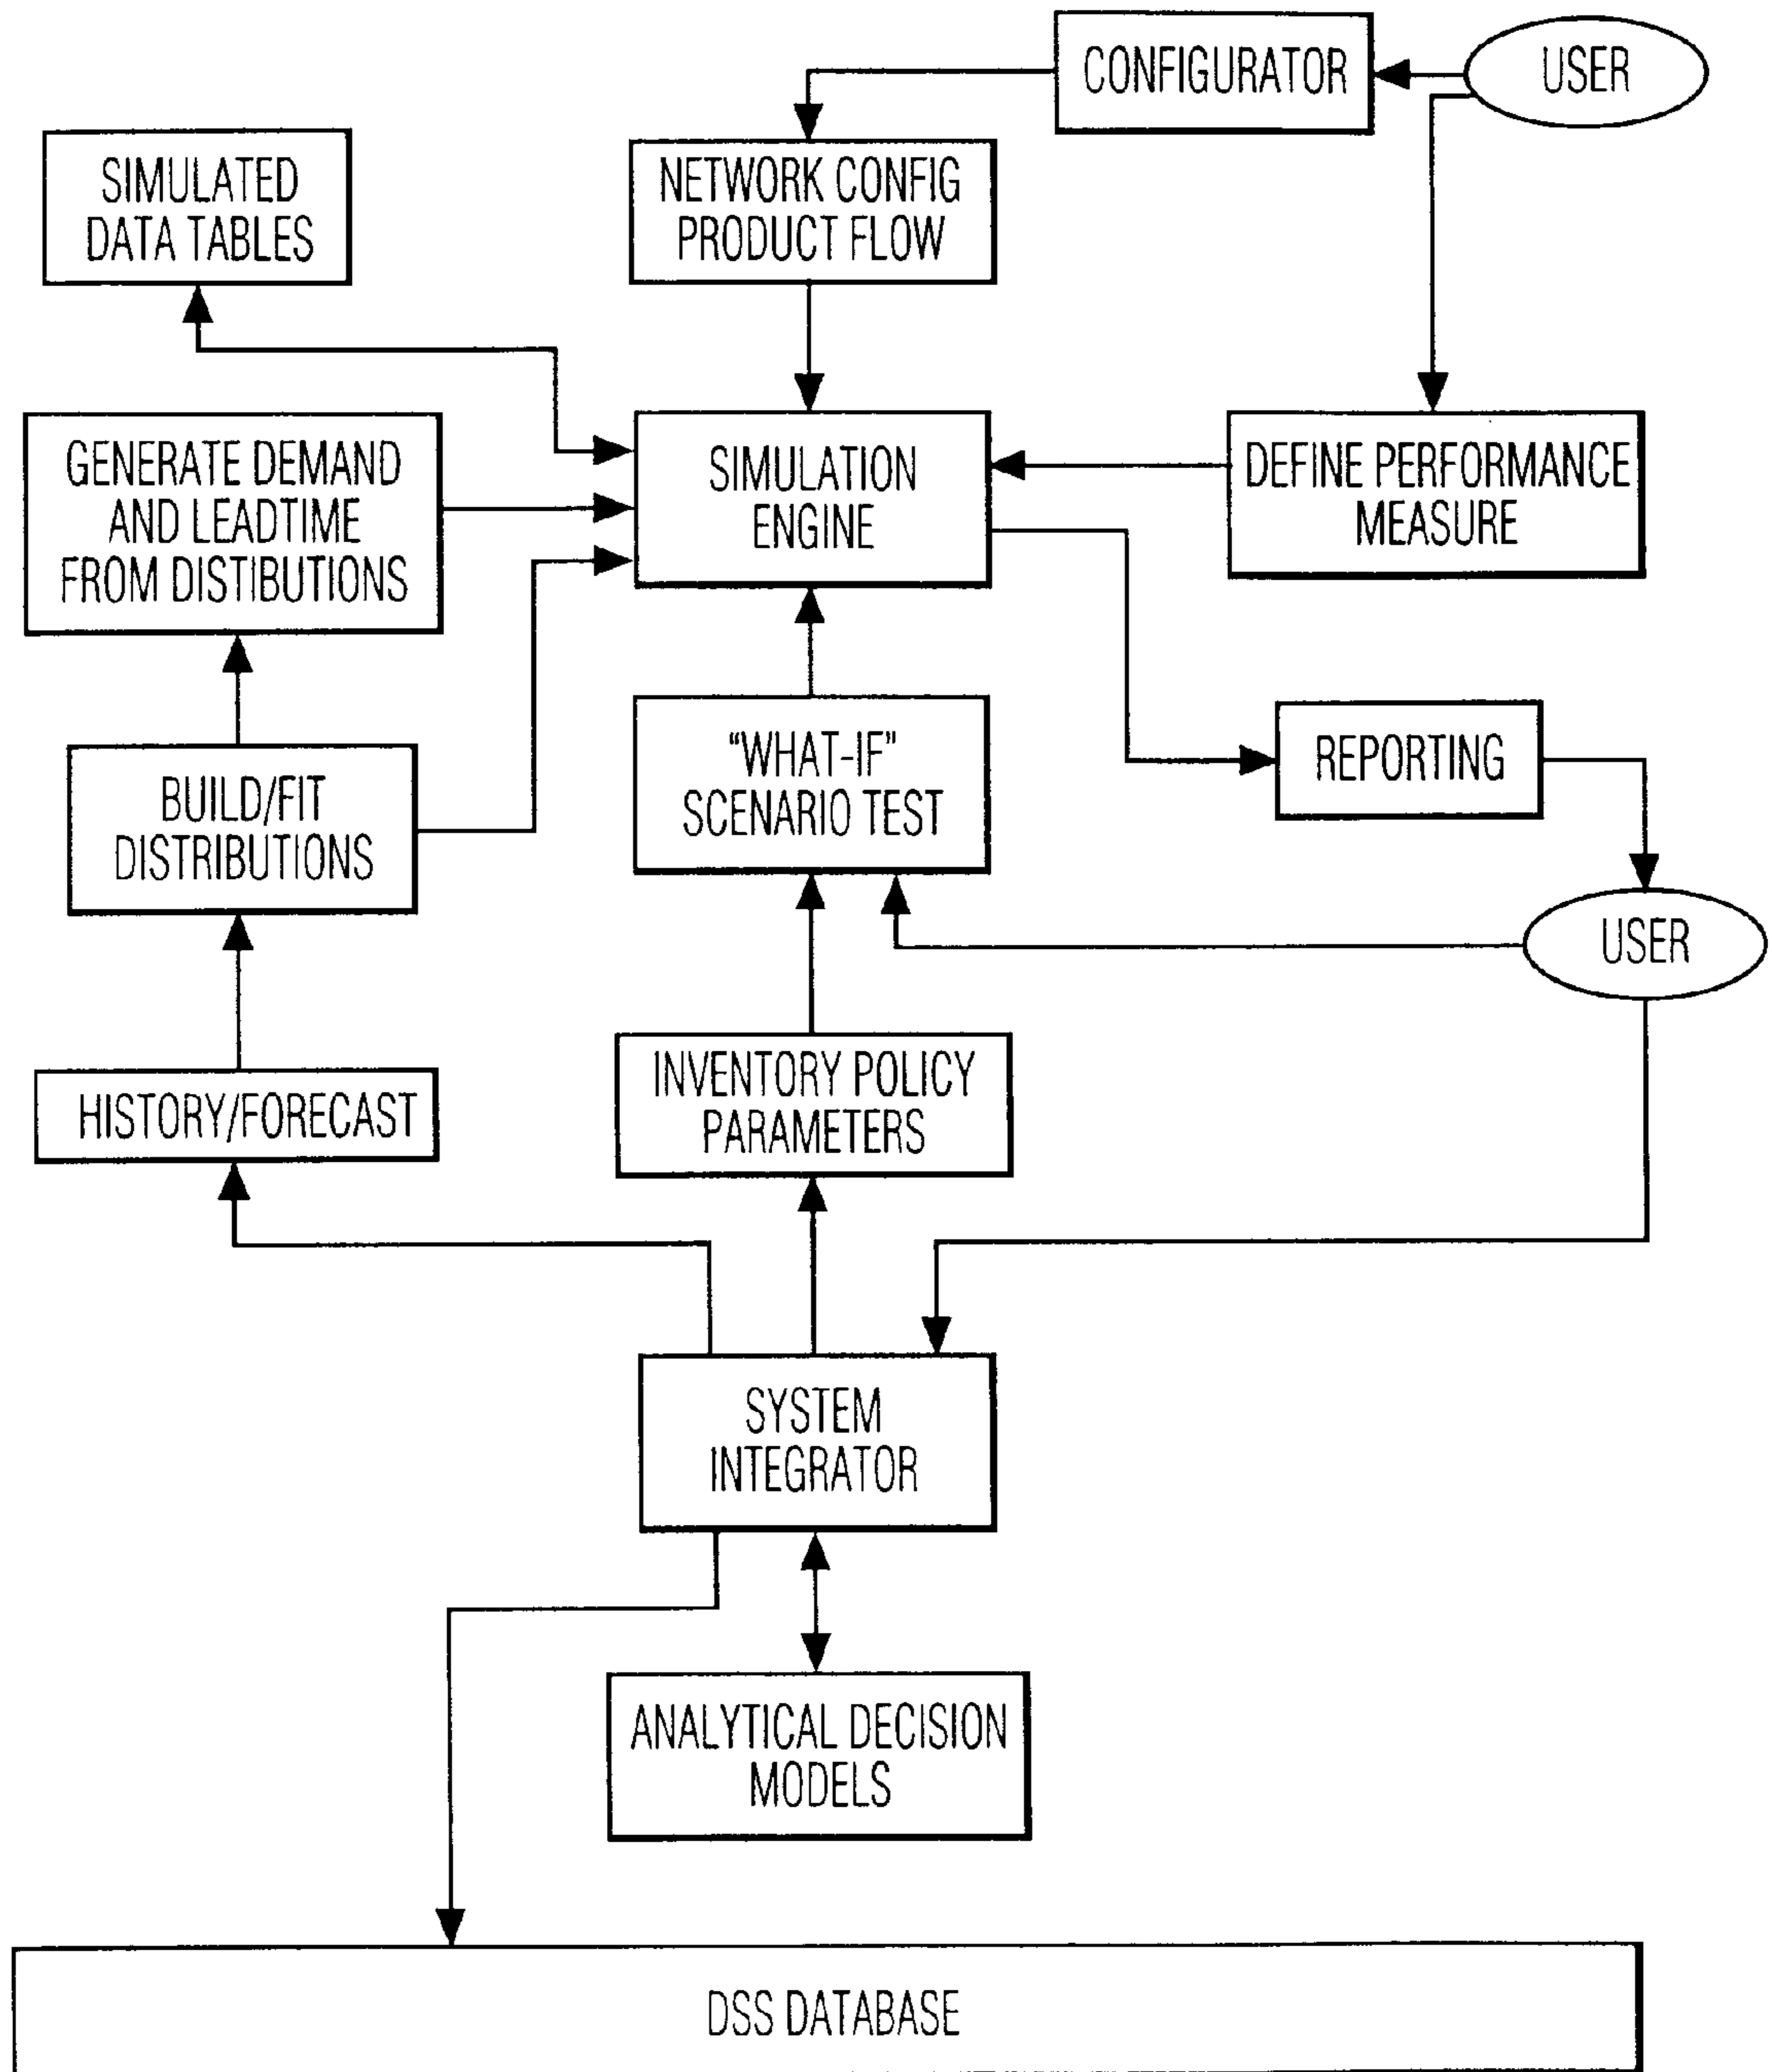 CONFIGURATOR
USER
SIMULATED
DATA TABLES
NETWORK CONFIG
PRODUCT FLOW
GENERATE DEMAND
AND LEADTIME
FROM DISTIBUTIONS
SIMULATION
ENGINE
DEFINE PERFORMANCE
MEASURE
BUILD/FIT
DISTRIBUTIONS
"WHAT-IF"
SCENARIO TEST
REPORTING
USER
HISTORY/FORECAST
INVENTORY POLICY
PARAMETERS
SYSTEM
INTEGRATOR
ANALYTICAL DECISION
MODELS
DSS DATABASE